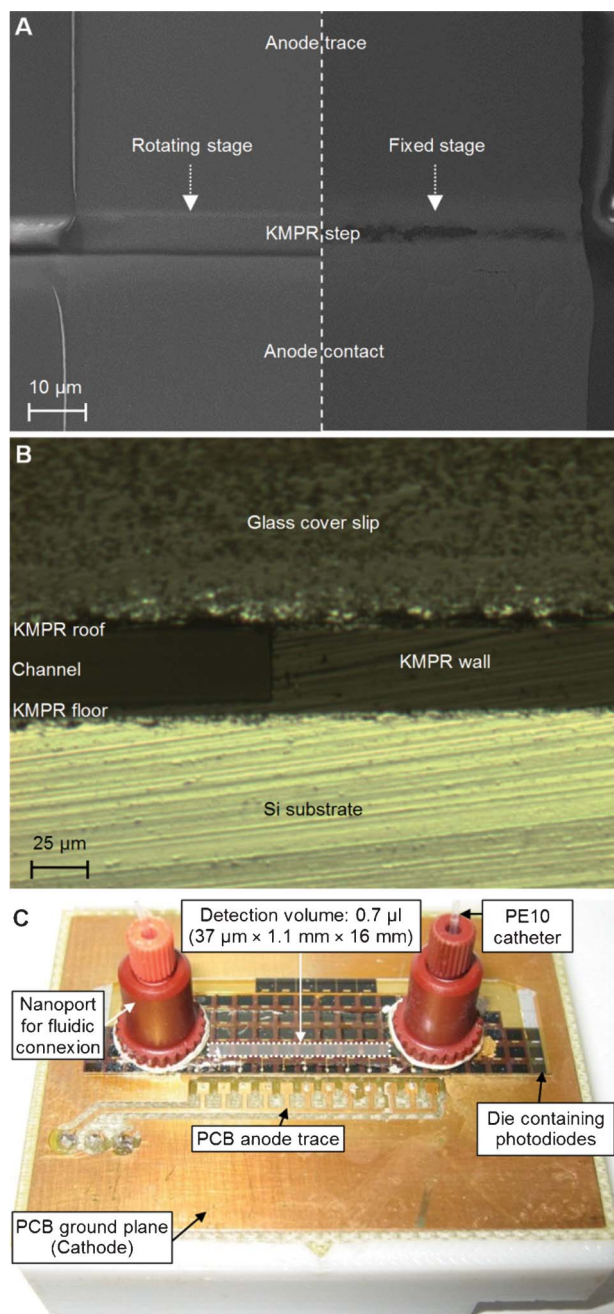 A
Anode trace
Rotating stage
Fixed stage
KMPR step
Anode contact
10 µm
B
Glass cover slip
KMPR roof
Channel
KMPR wall
KMPR floor
Si substrate
25 µm
C
Detection volume: 0.7 µl
(37 µm × 1.1 mm × 16 mm)
PE10
catheter
Nanoport
for fluidic
connexion
PCB anode trace
Die containing
photodiodes
PCB ground plane
(Cathode)